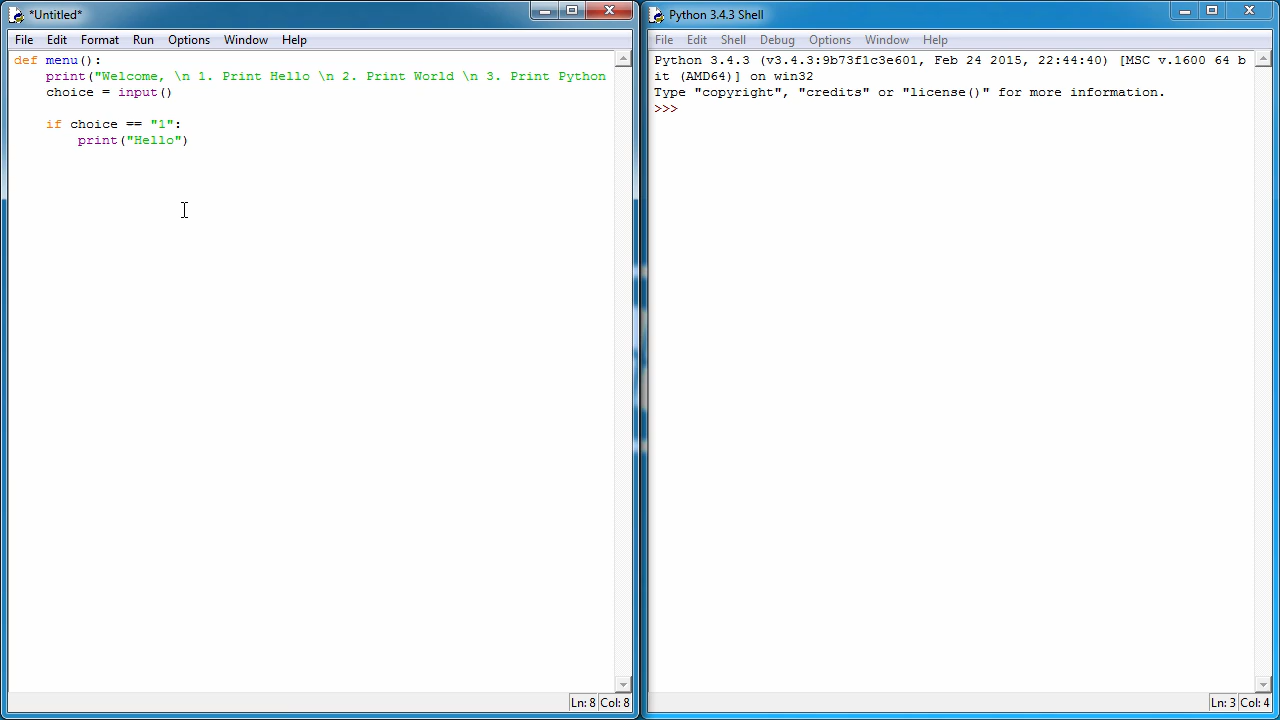 *Untitled*
File Edit Format Run Options Window Help
def menu():
    print("Welcome, \n 1. Print Hello \n 2. Print World \n 3. Print Python
    choice = input()
    if choice == "1":
        print("Hello")
Ln: 8 Col: 8
Python 3.4.3 Shell
File Edit Shell Debug Options Window Help
Python 3.4.3 (v3.4.3:9b73f1c3e601, Feb 24 2015, 22:44:40) [MSC v.1600 64 b
it (AMD64)] on win32
Type "copyright", "credits" or "license()" for more information.
>>>
Ln: 3 Col: 4